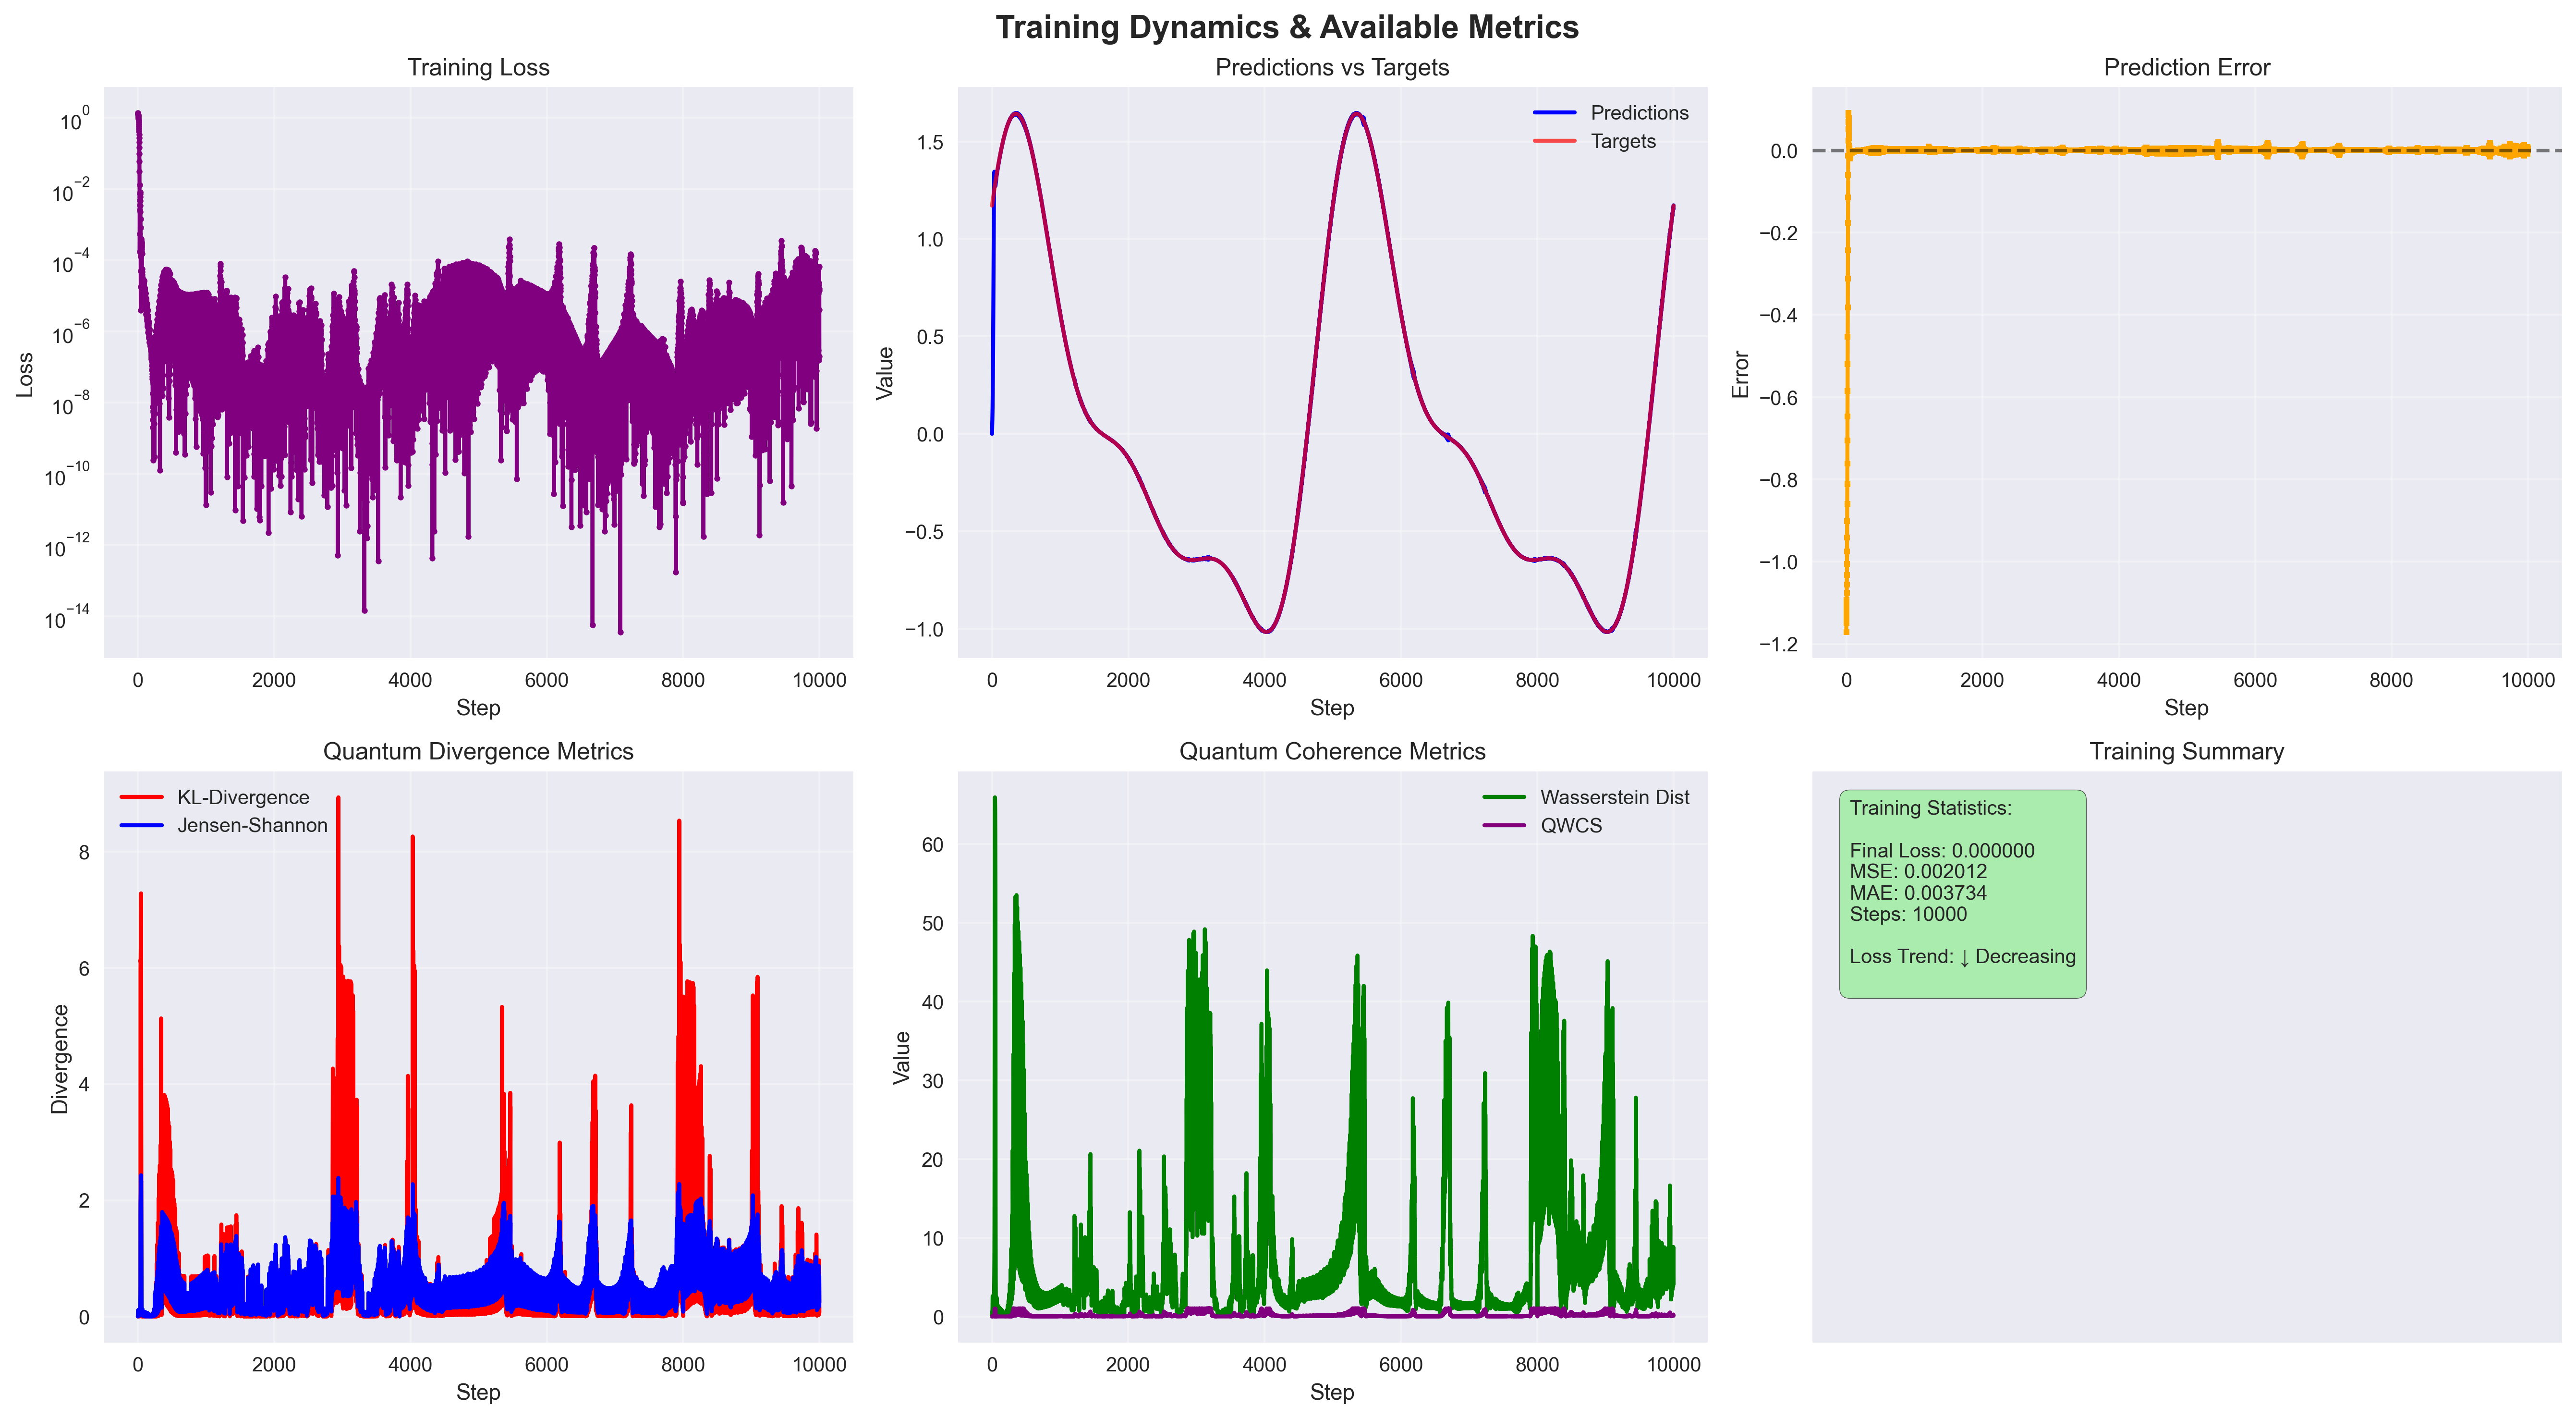 Training Dynamics & Available Metrics
Training Loss
10^0
10^−2
10^−4
10^−6
10^−8
10^−10
10^−12
10^−14
Loss
0 2000 4000 6000 8000 10000
Step
Predictions vs Targets
Predictions
Targets
1.5
1.0
0.5
0.0
−0.5
−1.0
Value
0 2000 4000 6000 8000 10000
Step
Prediction Error
0.0
−0.2
−0.4
−0.6
−0.8
−1.0
−1.2
Error
0 2000 4000 6000 8000 10000
Step
Quantum Divergence Metrics
KL-Divergence
Jensen-Shannon
8
6
4
2
0
Divergence
0 2000 4000 6000 8000 10000
Step
Quantum Coherence Metrics
Wasserstein Dist
QWCS
60
50
40
30
20
10
0
Value
0 2000 4000 6000 8000 10000
Step
Training Summary
Training Statistics:
Final Loss: 0.000000
MSE: 0.002012
MAE: 0.003734
Steps: 10000
Loss Trend: ↓ Decreasing